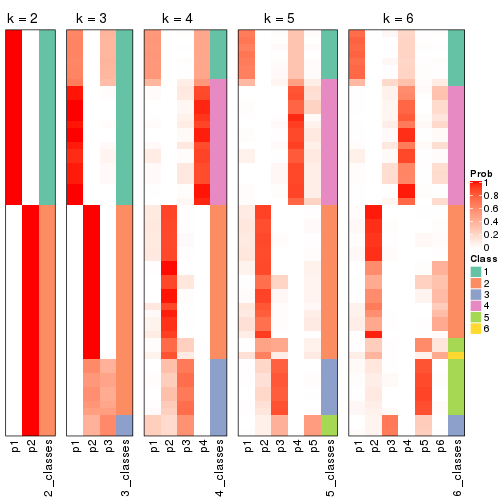 k = 2
k = 3
k = 4
k = 5
k = 6
Prob
1
0.8
0.6
0.4
0.2
0
Class
1
2
3
4
5
6
p1
p2
2_classes
p1
p2
p3
3_classes
p1
p2
p3
p4
4_classes
p1
p2
p3
p4
p5
5_classes
p1
p2
p3
p4
p5
p6
6_classes